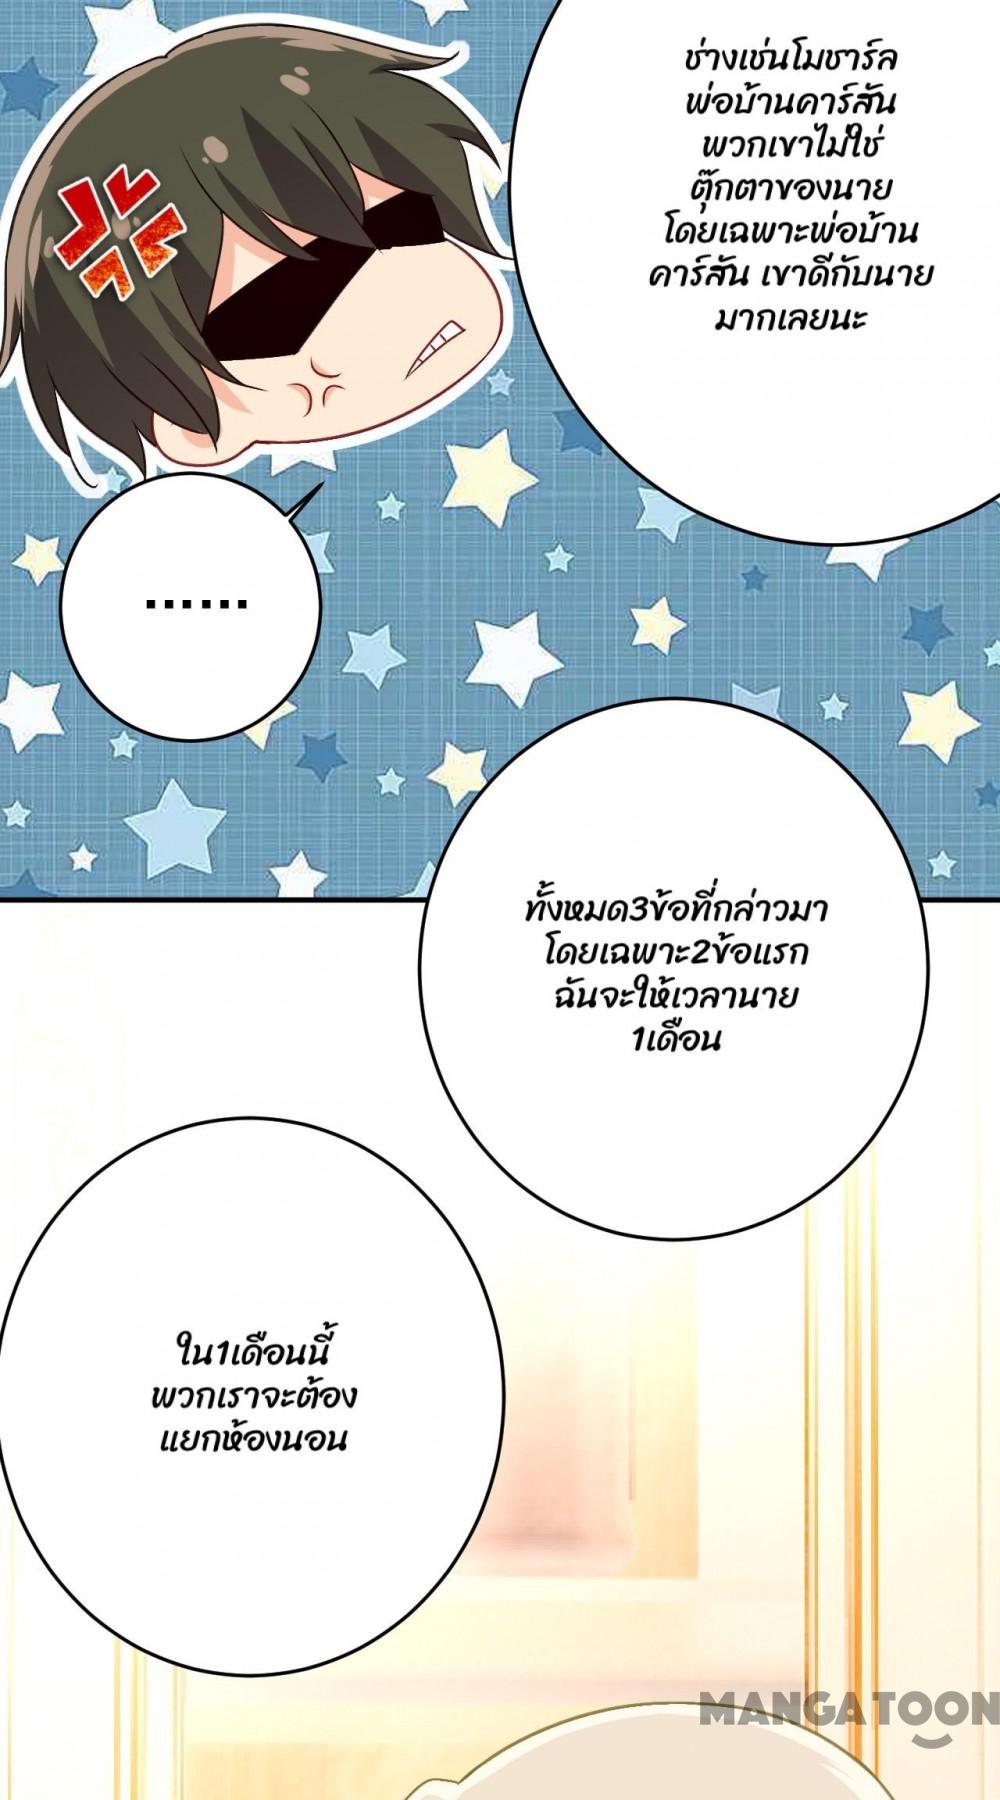 ช่างเช่นโมชาร์ล
พ่อบ้านคาร์สัน
พวกเขาไม่ใช่
ตุ๊กตาของนาย
โดยเฉพาะพ่อบ้าน
คาร์สัน เขาดีกับนาย
มากเลยนะ
......
ทั้งหมด3ข้อที่กล่าวมา
โดยเฉพาะ2ข้อแรก
ฉันจะให้เวลานาย
1เดือน
ใน1เดือนนี้
พวกเราจะต้อง
แยกห้องนอน
MANGATOON